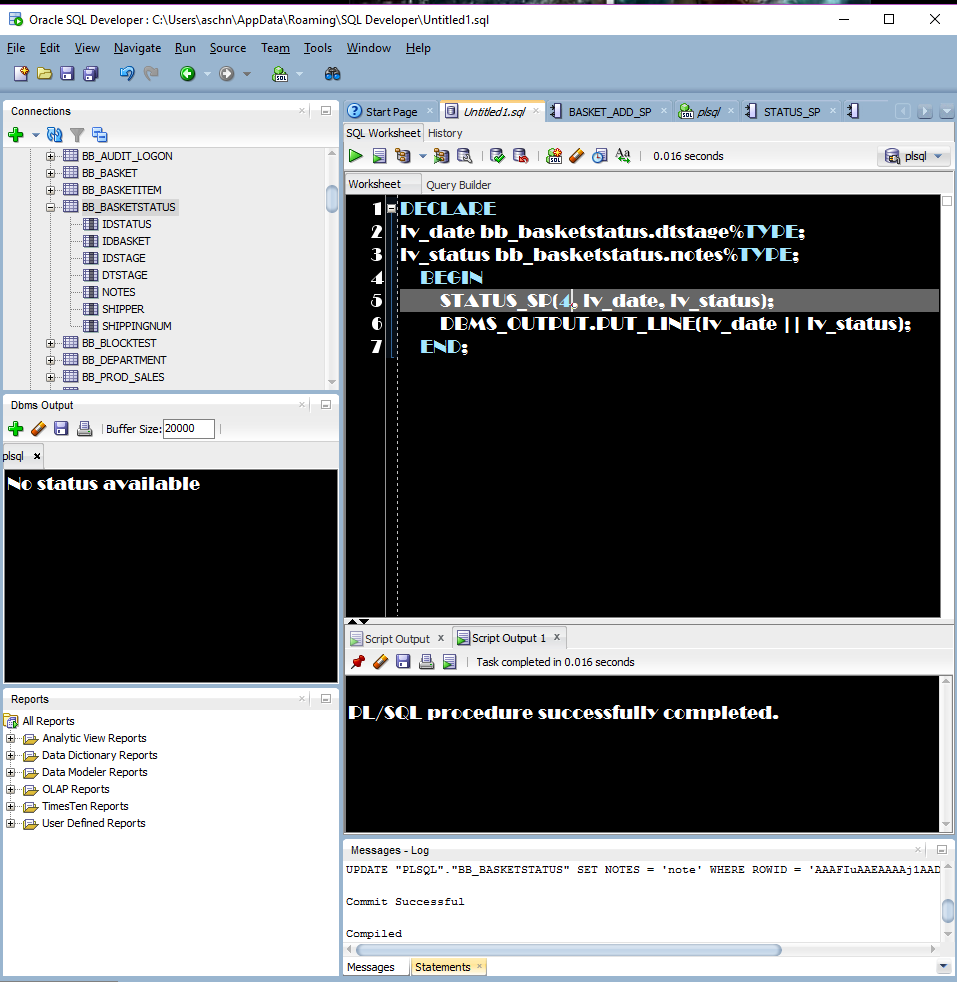 Oracle SQL Developer : C:\Users\aschn\AppData\Roaming\SQL Developer\Untitled1.sql
File Edit View Navigate Run Source Team Tools Window Help
Connections
BB_AUDIT_LOGON
BB_BASKET
BB_BASKETITEM
BB_BASKETSTATUS
IDSTATUS
IDBASKET
IDSTAGE
DTSTAGE
NOTES
SHIPPER
SHIPPINGNUM
BB_BLOCKTEST
BB_DEPARTMENT
BB_PROD_SALES
Dbms Output
Buffer Size: 20000
plsql
No status available
Reports
All Reports
Analytic View Reports
Data Dictionary Reports
Data Modeler Reports
OLAP Reports
TimesTen Reports
User Defined Reports
Start Page Untitled1.sql BASKET_ADD_SP plsql STATUS_SP
SQL Worksheet History
0.016 seconds plsql
Worksheet Query Builder
1 DECLARE
2 lv_date bb_basketstatus.dtstage%TYPE;
3 lv_status bb_basketstatus.notes%TYPE;
4 BEGIN
5 STATUS_SP(4, lv_date, lv_status);
6 DBMS_OUTPUT.PUT_LINE(lv_date || lv_status);
7 END;
Script Output Script Output 1
Task completed in 0.016 seconds
PL/SQL procedure successfully completed.
Messages - Log
UPDATE "PLSQL"."BB_BASKETSTATUS" SET NOTES = 'note' WHERE ROWID = 'AAAFIuAAEAAAAj1AAD
Commit Successful
Compiled
Messages Statements